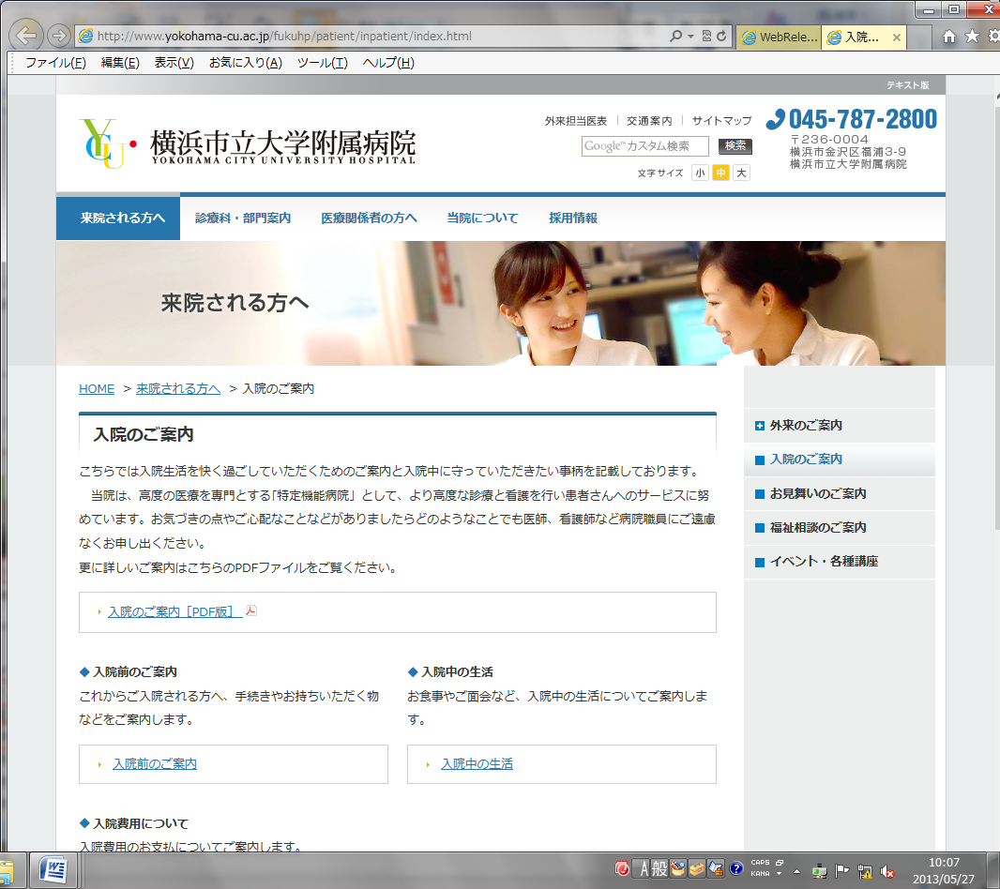 http://www.yokohama-cu.ac.jp/fukuhp/patient/inpatient/index.html
WebRele...
入院...
ファイル(F) 編集(E) 表示(V) お気に入り(A) ツール(T) ヘルプ(H)
テキスト版
YCU
横浜市立大学附属病院
YOKOHAMA CITY UNIVERSITY HOSPITAL
外来担当医表 | 交通案内 | サイトマップ
Google™カスタム検索 検索
文字サイズ 小 中 大
045-787-2800
〒236-0004
横浜市金沢区福浦3-9
横浜市立大学附属病院
来院される方へ 診療科・部門案内 医療関係者の方へ 当院について 採用情報
来院される方へ
HOME > 来院される方へ > 入院のご案内
入院のご案内
こちらでは入院生活を快く過ごしていただくためのご案内と入院中に守っていただきたい事柄を記載しております。
当院は、高度の医療を専門とする｢特定機能病院」として、より高度な診療と看護を行い患者さんへのサービスに努
めています。お気づきの点やご心配なことなどがありましたらどのようなことでも医師、看護師など病院職員にご遠慮
なくお申し出ください。
更に詳しいご案内はこちらのPDFファイルをご覧ください。
入院のご案内［PDF版］
◆ 入院前のご案内
これからご入院される方へ、手続きやお持ちいただく物
などをご案内します。
入院前のご案内
◆ 入院中の生活
お食事やご面会など、入院中の生活についてご案内しま
す。
入院中の生活
◆ 入院費用について
入院費用のお支払についてご案内します。
外来のご案内
入院のご案内
お見舞いのご案内
福祉相談のご案内
イベント・各種講座
A 般
CAPS
KANA
10:07
2013/05/27